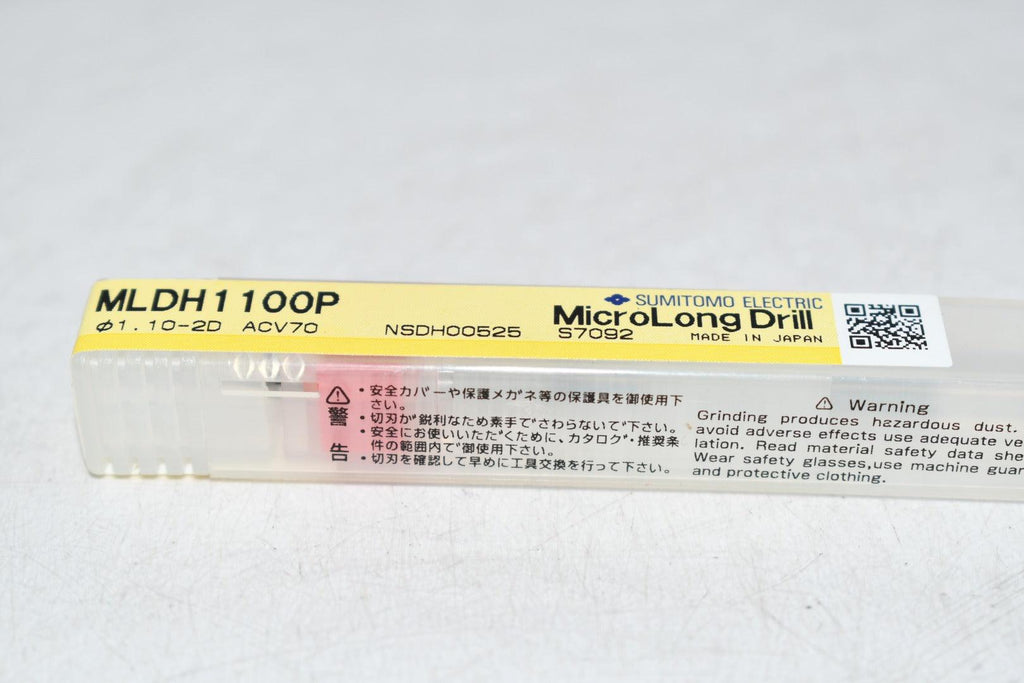 MLDH1100P
SUMITOMO ELECTRIC
MicroLong Drill
φ1.10-2D ACV70 NSDH00525 S7092 MADE IN JAPAN
警告
・安全カバーや保護メガネ等の保護具を御使用下
さい。
・切刃が鋭利なため素手でさわらないで下さい。
・安全にお使いいただくために、カタログ・推奨条
件の範囲内で御使用下さい。
・切刃を確認して早めに工具交換を行って下さい。
Warning
Grinding produces hazzardous dust.
avoid adverse effects use adequate ve
lation. Read material safety data she
Wear safety glasses,use machine guar
and protective clothing.